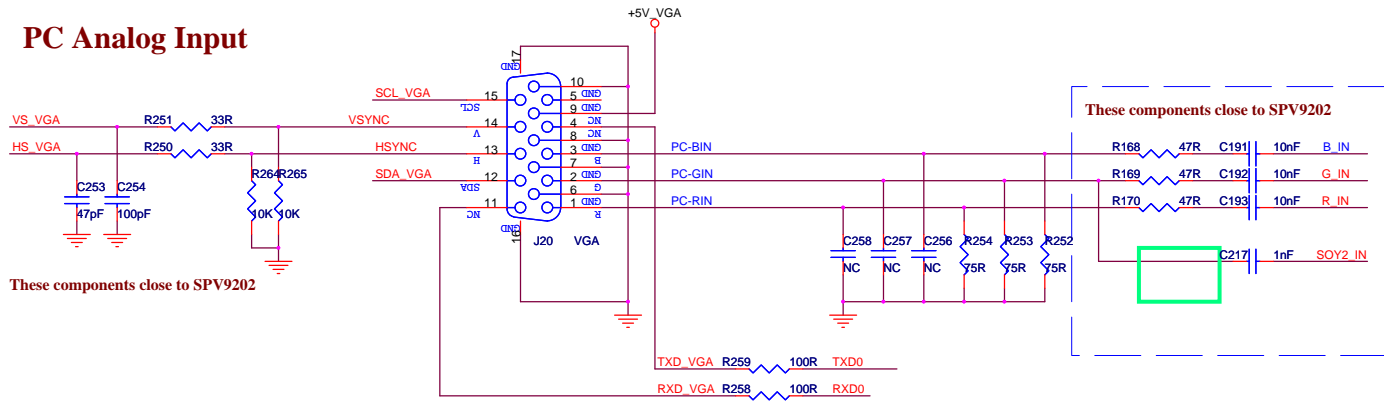 PC Analog Input
+5V_VGA
These components close to SPV9202
SCL_VGA
15
SCL
17
GND
10
GND
5
GND
9
GND
VS_VGA
R251
33R
VSYNC
14
V
4
NC
8
NC
GND
HS_VGA
R250
33R
HSYNC
13
H
3
B
7
GND
PC-BIN
R168
47R
C191
10nF
B_IN
SDA_VGA
12
SDA
2
G
6
GND
PC-GIN
R169
47R
C192
10nF
G_IN
11
NC
1
R
PC-RIN
R170
47R
C193
10nF
R_IN
C253
47pF
C254
100pF
R264
10K
R265
10K
16
GND
J20
VGA
C258
NC
C257
NC
C256
NC
R254
75R
R253
75R
R252
75R
C217
1nF
SOY2_IN
These components close to SPV9202
TXD_VGA
R259
100R
TXD0
RXD_VGA
R258
100R
RXD0